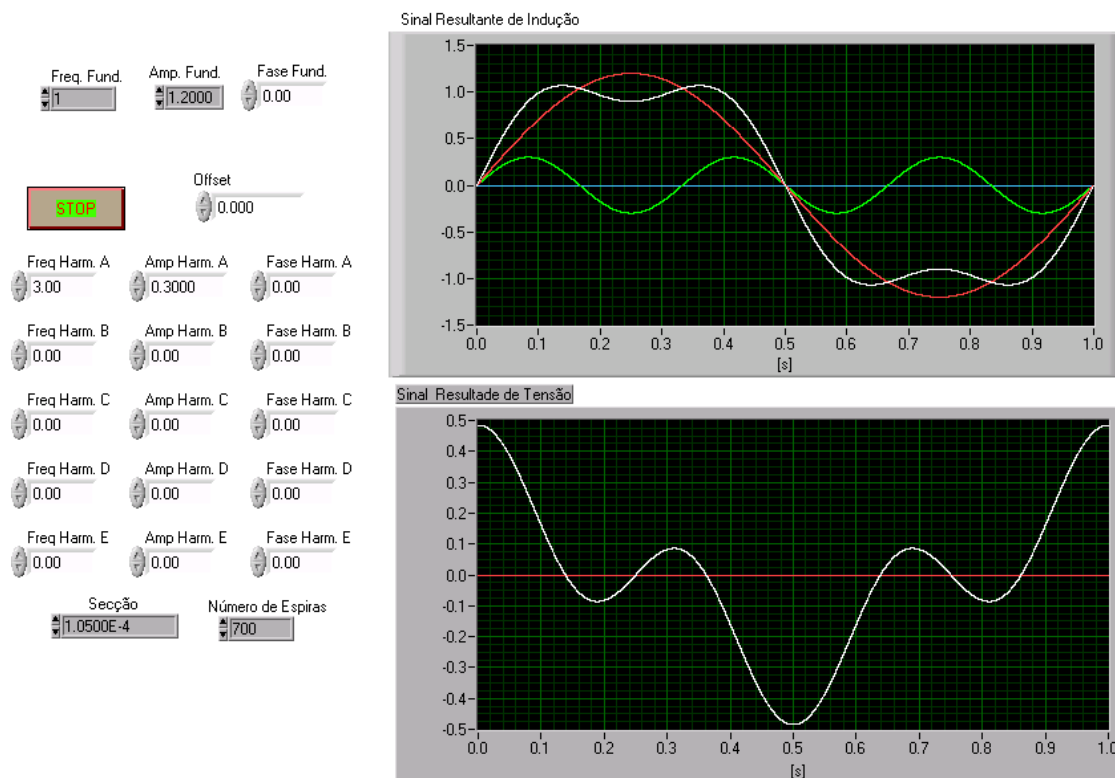 Freq. Fund.
1
Amp. Fund.
1.2000
Fase Fund.
0.00
STOP
Offset
0.000
Freq Harm. A
3.00
Amp Harm. A
0.3000
Fase Harm. A
0.00
Freq Harm. B
0.00
Amp Harm. B
0.00
Fase Harm. B
0.00
Freq Harm. C
0.00
Amp Harm. C
0.00
Fase Harm. C
0.00
Freq Harm. D
0.00
Amp Harm. D
0.00
Fase Harm. D
0.00
Freq Harm. E
0.00
Amp Harm. E
0.00
Fase Harm. E
0.00
Secção
1.0500E-4
Número de Espiras
700
Sinal Resultante de Indução
1.5
1.0
0.5
0.0
-0.5
-1.0
-1.5
0.0 0.1 0.2 0.3 0.4 0.5 0.6 0.7 0.8 0.9 1.0
[s]
Sinal Resultade de Tensão
0.5
0.4
0.3
0.2
0.1
0.0
-0.1
-0.2
-0.3
-0.4
-0.5
0.0 0.1 0.2 0.3 0.4 0.5 0.6 0.7 0.8 0.9 1.0
[s]